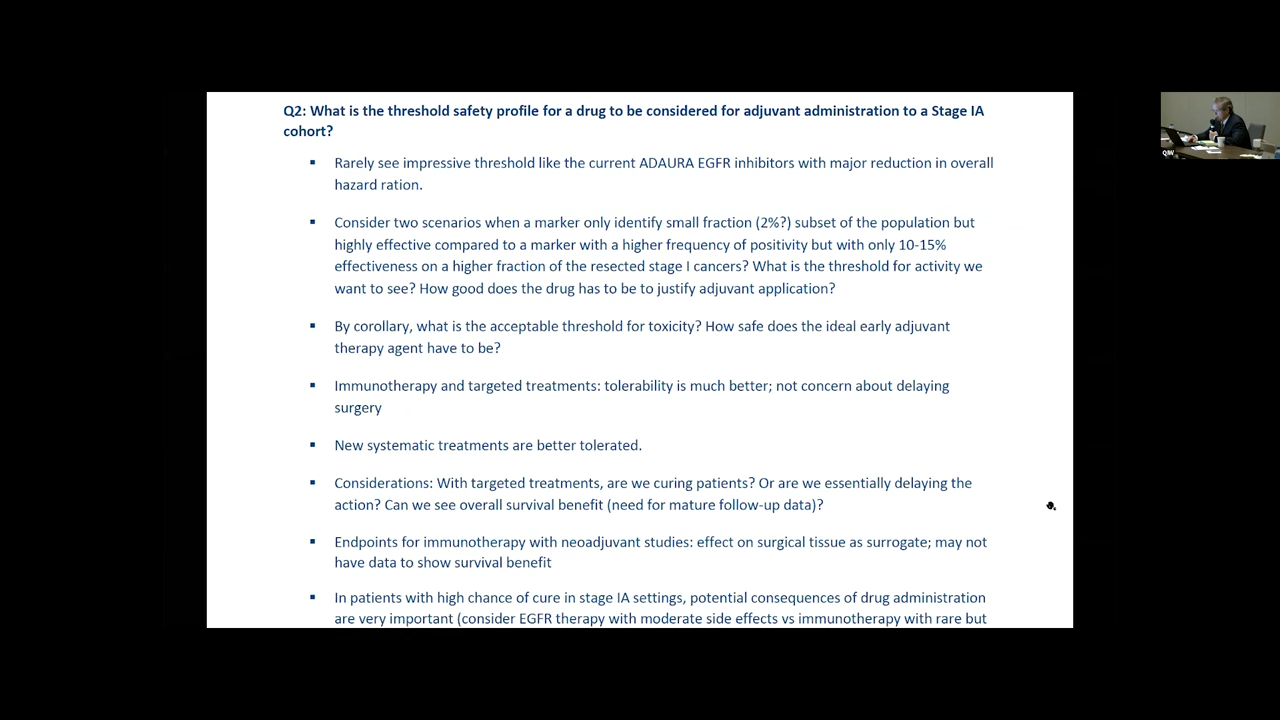 Q2: What is the threshold safety profile for a drug to be considered for adjuvant administration to a Stage IA
cohort?
▪ Rarely see impressive threshold like the current ADAURA EGFR inhibitors with major reduction in overall
hazard ration.
▪ Consider two scenarios when a marker only identify small fraction (2%?) subset of the population but
highly effective compared to a marker with a higher frequency of positivity but with only 10-15%
effectiveness on a higher fraction of the resected stage I cancers? What is the threshold for activity we
want to see? How good does the drug has to be to justify adjuvant application?
▪ By corollary, what is the acceptable threshold for toxicity? How safe does the ideal early adjuvant
therapy agent have to be?
▪ Immunotherapy and targeted treatments: tolerability is much better; not concern about delaying
surgery
▪ New systematic treatments are better tolerated.
▪ Considerations: With targeted treatments, are we curing patients? Or are we essentially delaying the
action? Can we see overall survival benefit (need for mature follow-up data)?
▪ Endpoints for immunotherapy with neoadjuvant studies: effect on surgical tissue as surrogate; may not
have data to show survival benefit
▪ In patients with high chance of cure in stage IA settings, potential consequences of drug administration
are very important (consider EGFR therapy with moderate side effects vs immunotherapy with rare but